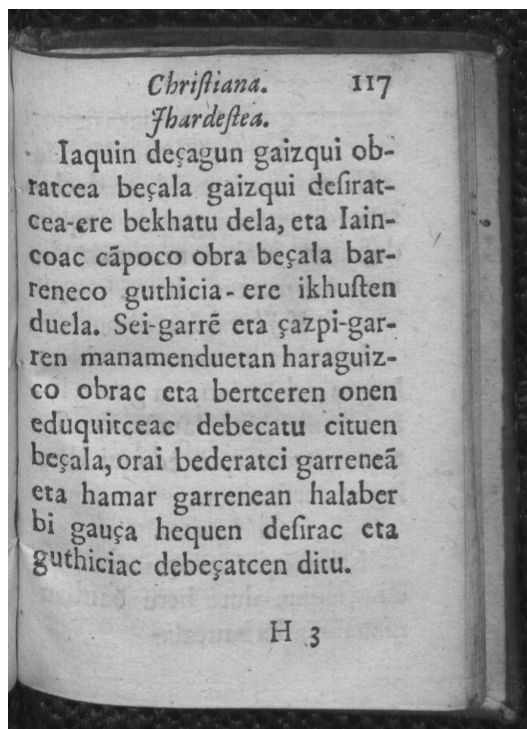 Chriſtiana. 117
Jhardeſtea.
Iaquin deçagun gaizqui ob-
ratcea beçala gaizqui deſirat-
cea-ere bekhatu dela, eta Iain-
coac cãpoco obra beçala bar-
reneco guthicia-ere ikhuſten
duela. Sei-garrẽ eta çazpi-gar-
ren manamenduetan haraguiz-
co obrac eta bertceren onen
eduquitceac debecatu cituen
beçala, orai bederatci garreneã
eta hamar garrenean halaber
bi gauça hequen deſirac eta
guthiciac debeçatcen ditu.
H 3